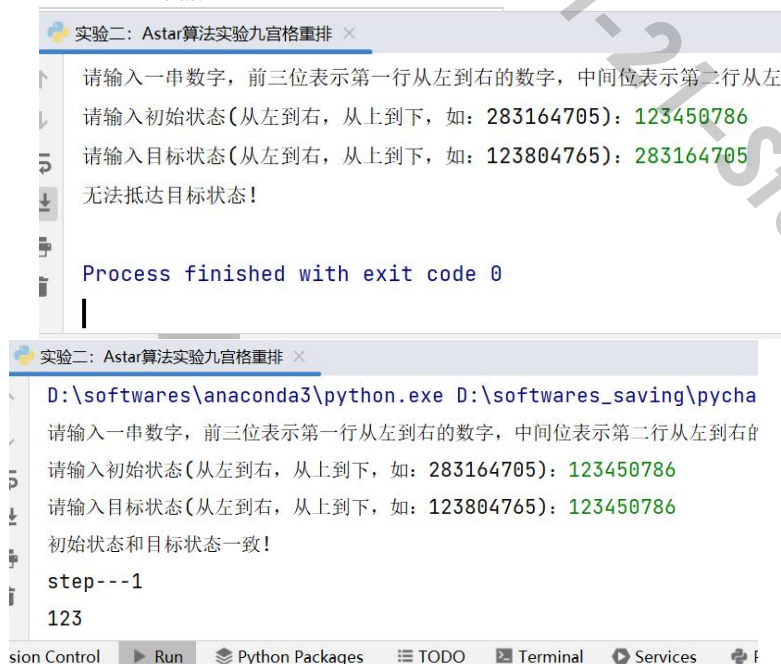 实验二：Astar算法实验九宫格重排
请输入一串数字，前三位表示第一行从左到右的数字，中间位表示第二行从左
请输入初始状态(从左到右，从上到下，如：283164705)：123450786
请输入目标状态(从左到右，从上到下，如：123804765)：283164705
无法抵达目标状态！
Process finished with exit code 0
实验二：Astar算法实验九宫格重排
D:\softwares\anaconda3\python.exe D:\softwares_saving\pycha
请输入一串数字，前三位表示第一行从左到右的数字，中间位表示第二行从左到右的
请输入初始状态(从左到右，从上到下，如：283164705)：123450786
请输入目标状态(从左到右，从上到下，如：123804765)：123450786
初始状态和目标状态一致！
step---1
123
sion Control Run Python Packages TODO Terminal Services